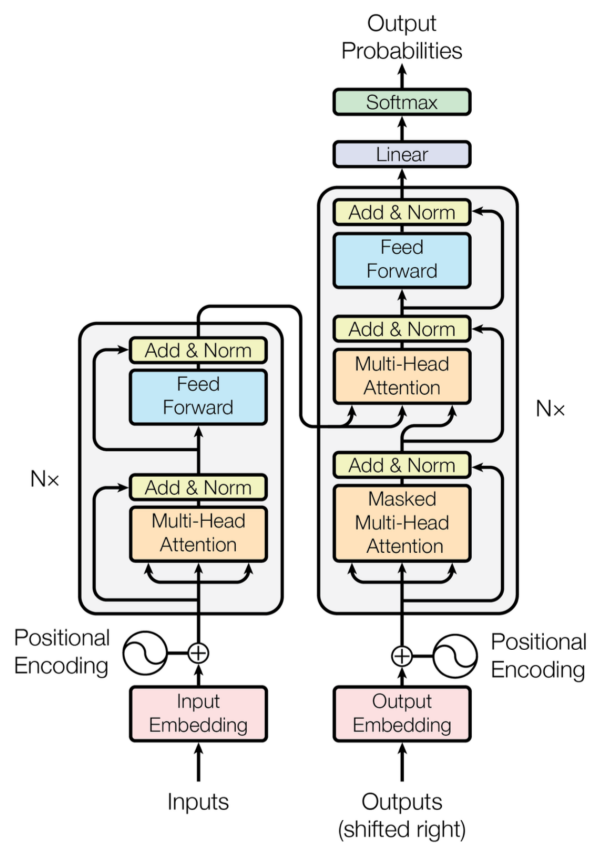 Output
Probabilities
Softmax
Linear
Add & Norm
Feed
Forward
Add & Norm
Multi-Head
Attention
Add & Norm
Masked
Multi-Head
Attention
N×
Add & Norm
Feed
Forward
Add & Norm
Multi-Head
Attention
N×
Positional
Encoding
Positional
Encoding
Input
Embedding
Output
Embedding
Inputs
Outputs
(shifted right)